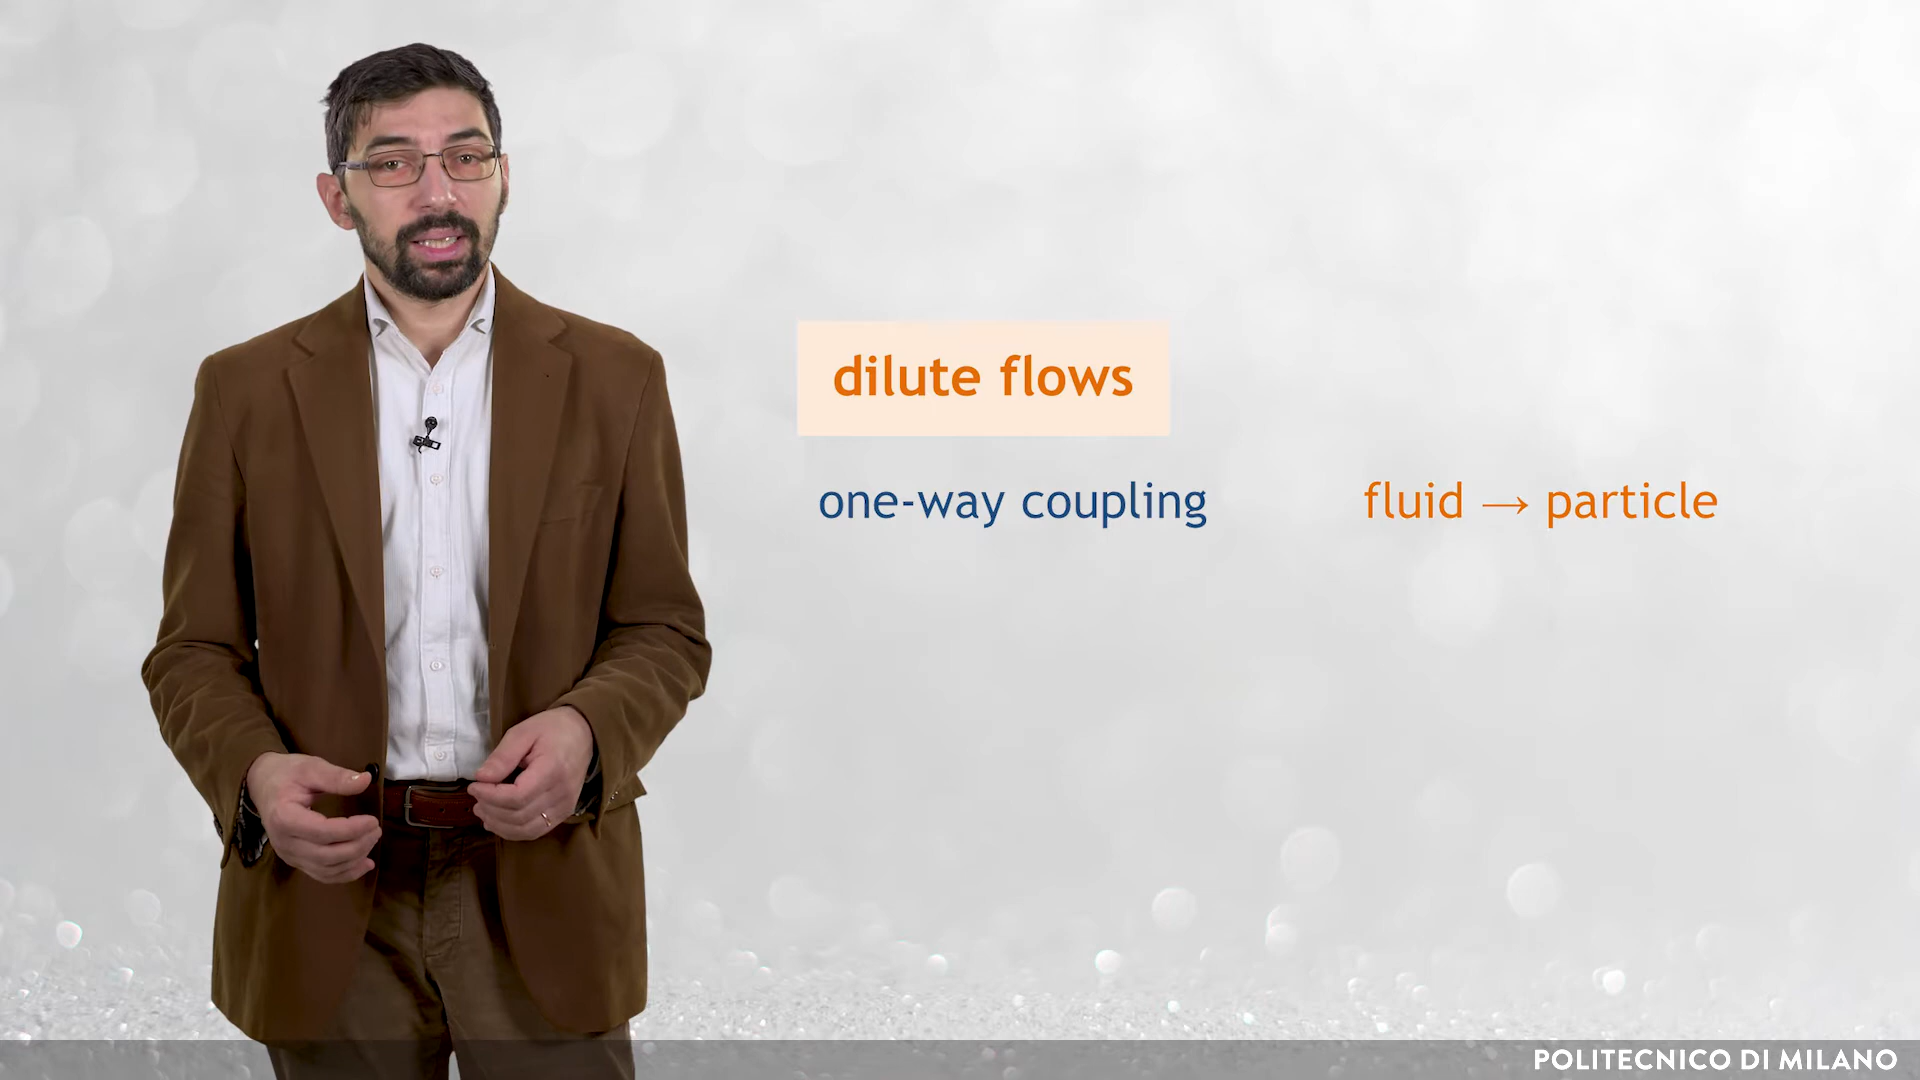 dilute flows
one-way coupling fluid → particle
POLITECNICO DI MILANO